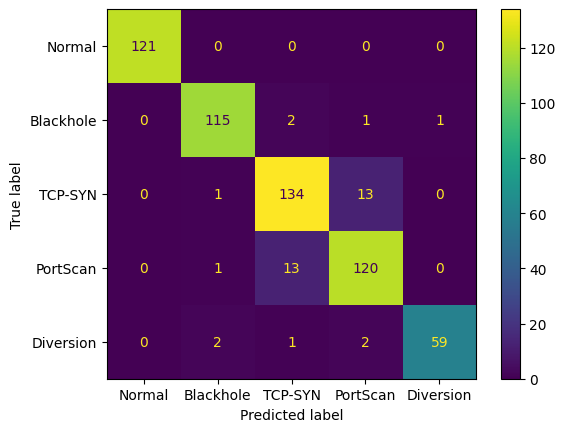 Normal 121 0 0 0 0
Blackhole 0 115 2 1 1
TCP-SYN 0 1 134 13 0
PortScan 0 1 13 120 0
Diversion 0 2 1 2 59
Normal Blackhole TCP-SYN PortScan Diversion
Predicted label
True label
120
100
80
60
40
20
0